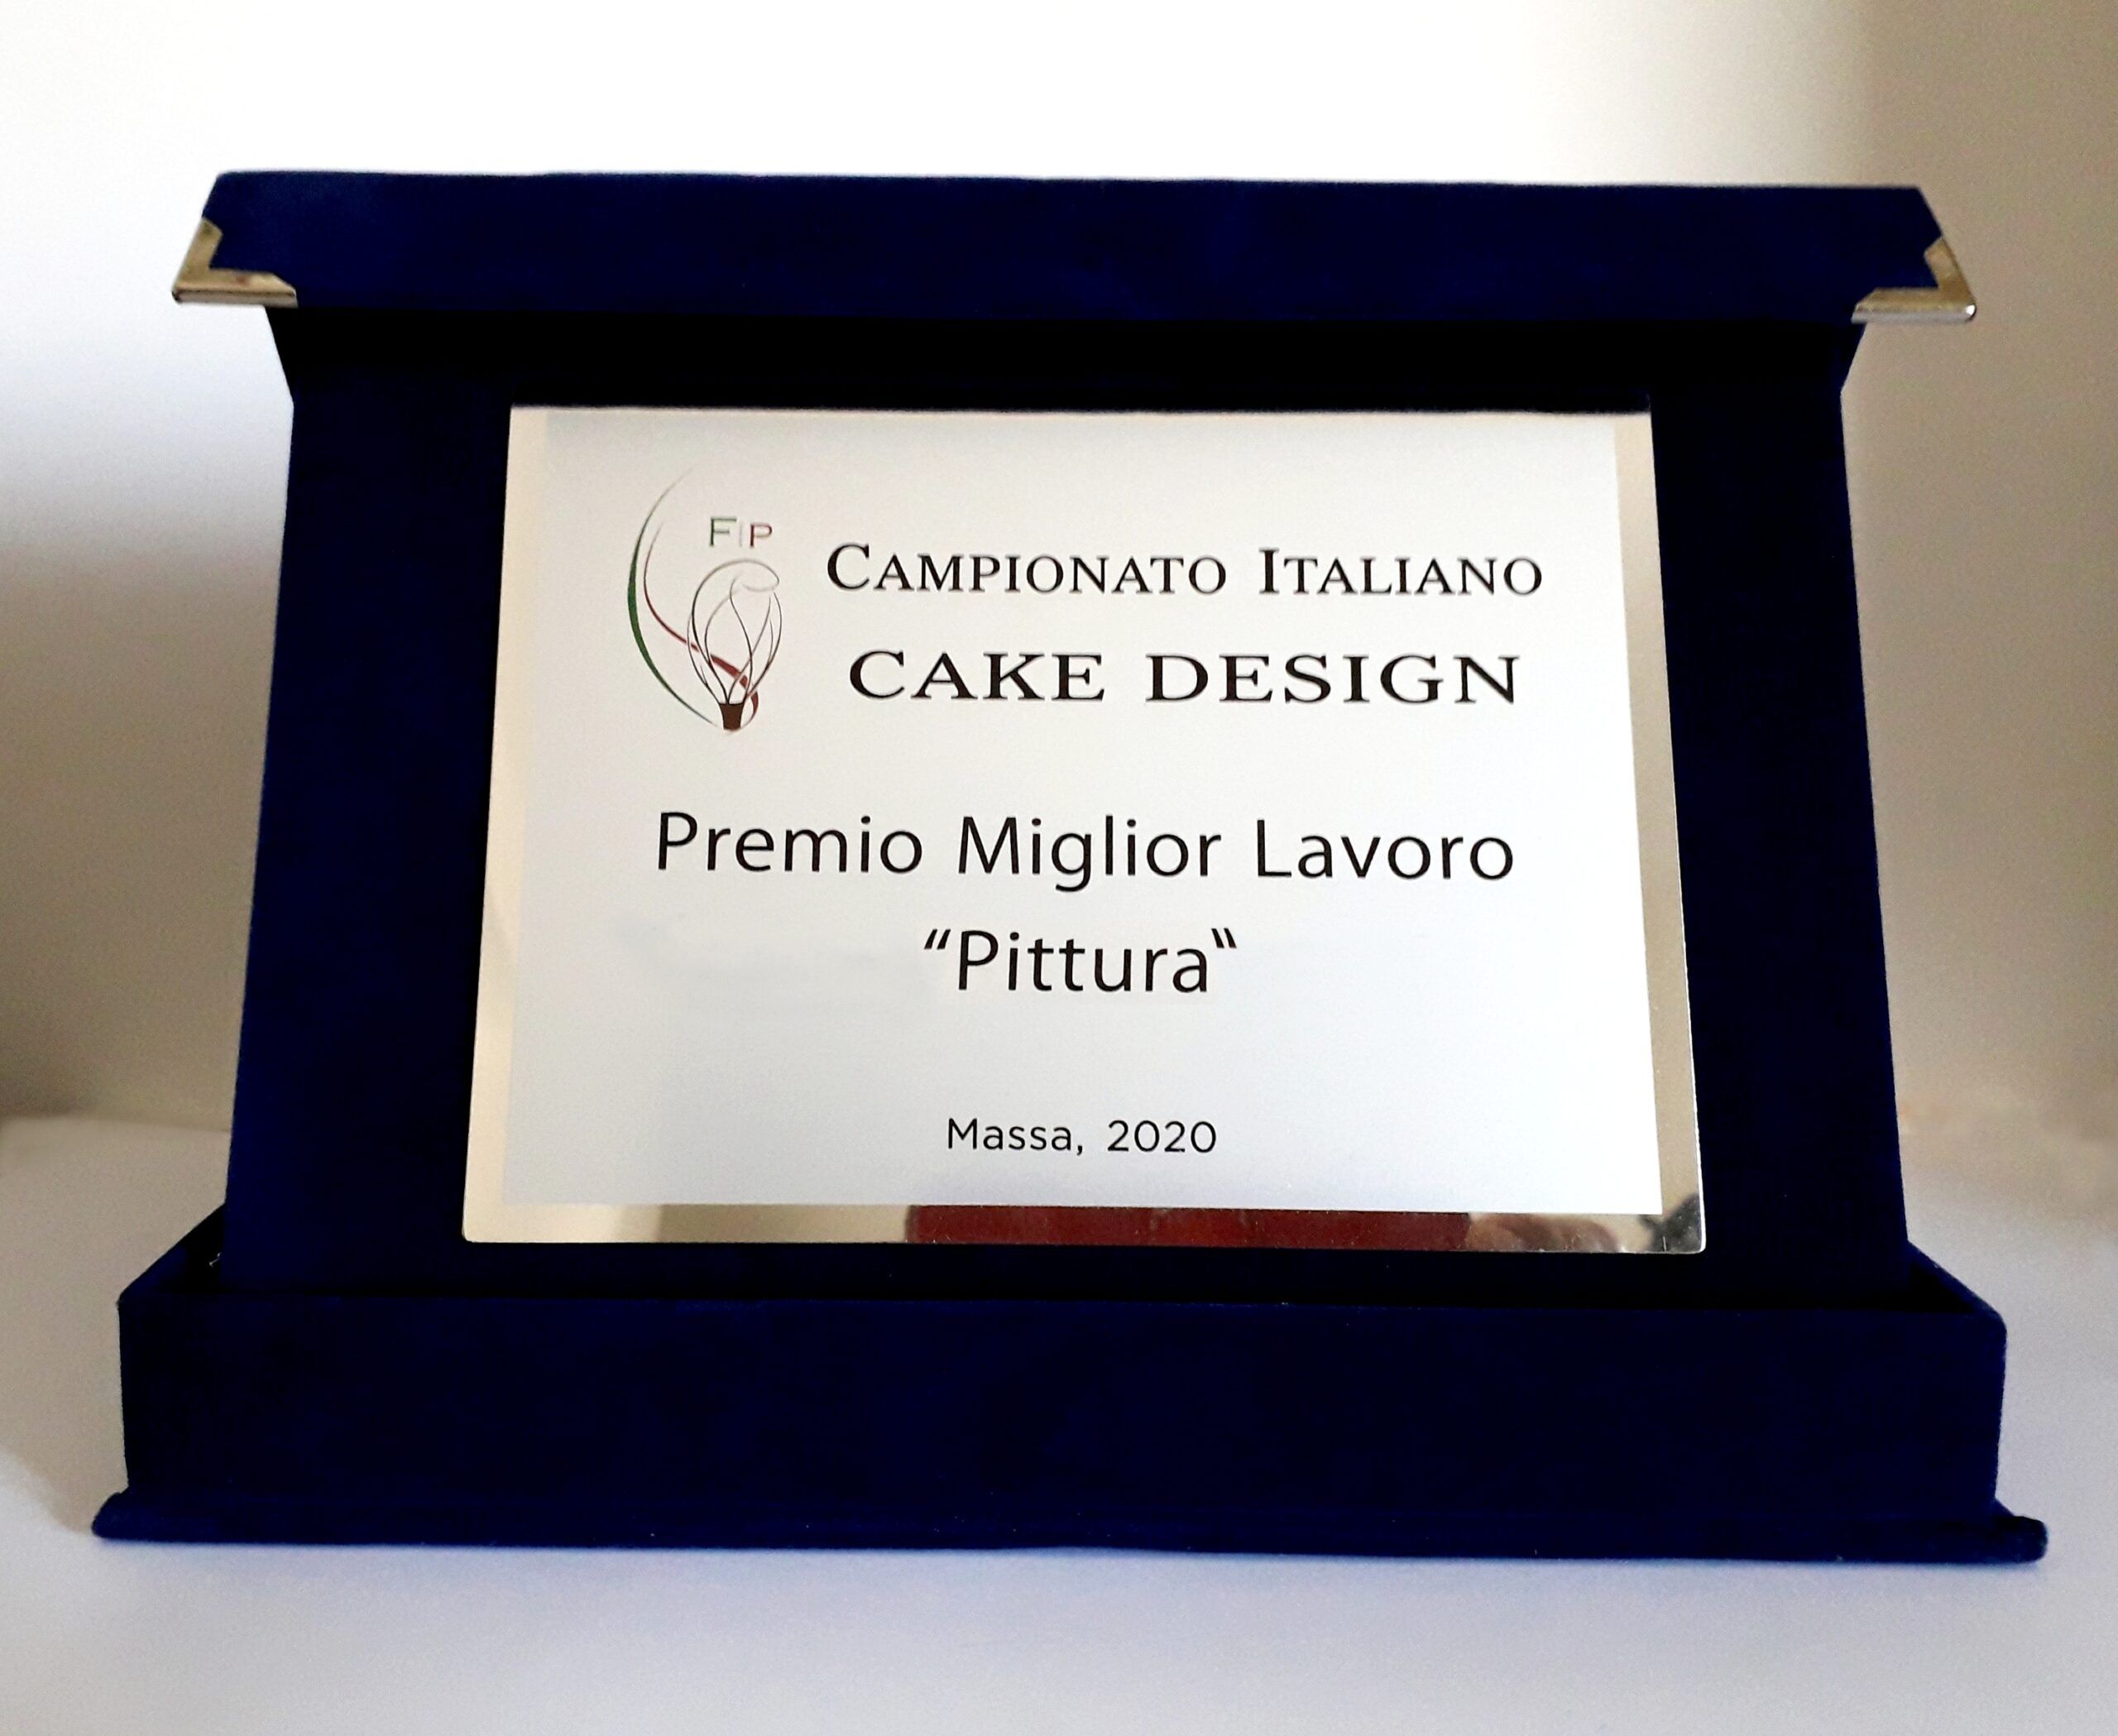 FIP
CAMPIONATO ITALIANO
CAKE DESIGN
Premio Miglior Lavoro
“Pittura“
Massa, 2020